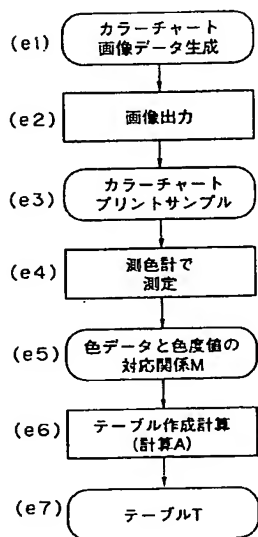 (e1)
カラーチャート
画像データ生成
(e2)
画像出力
(e3)
カラーチャート
プリントサンプル
(e4)
測色計で
測定
(e5)
色データと色度値の
対応関係M
(e6)
テーブル作成計算
(計算A)
(e7)
テーブルT